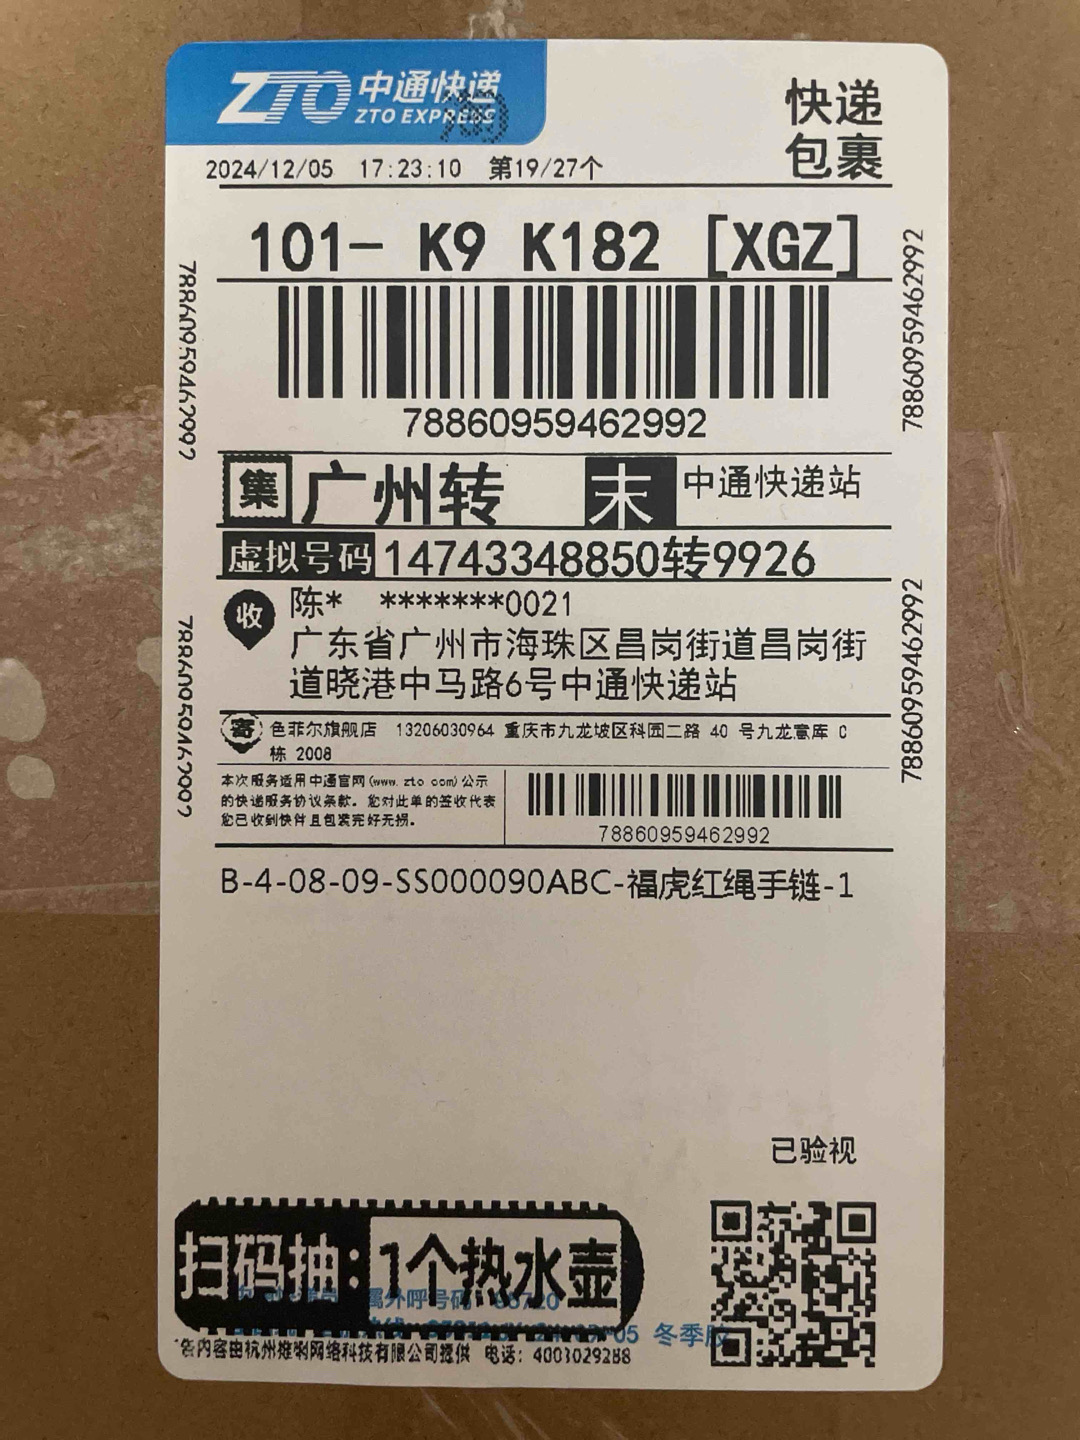 ZTO 中通快递
ZTO EXPRESS
淘
快递
包裹
2024/12/05 17:23:10 第19/27个
101- K9 K182 [XGZ]
78860959462992
78860959462992
78860959462992
集 广州转 末 中通快递站
虚拟号码 14743348850转9926
收 陈* *******0021
广东省广州市海珠区昌岗街道昌岗街
道晓港中马路6号中通快递站
78860959462992
78860959462992
寄 色菲尔旗舰店 13206030964 重庆市九龙坡区科园二路 40 号九龙意库 C
栋 2008
本次服务适用中通官网(www.zto.com)公示
的快递服务协议条款。您对此单的签收代表
您已收到快件且包装完好无损。
78860959462992
B-4-08-09-SS000090ABC-福虎红绳手链-1
已验视
扫码抽:1个热水壶
属外呼号码 95720
05 冬季胶
网络科技有限公司提供 电话: 4003029288